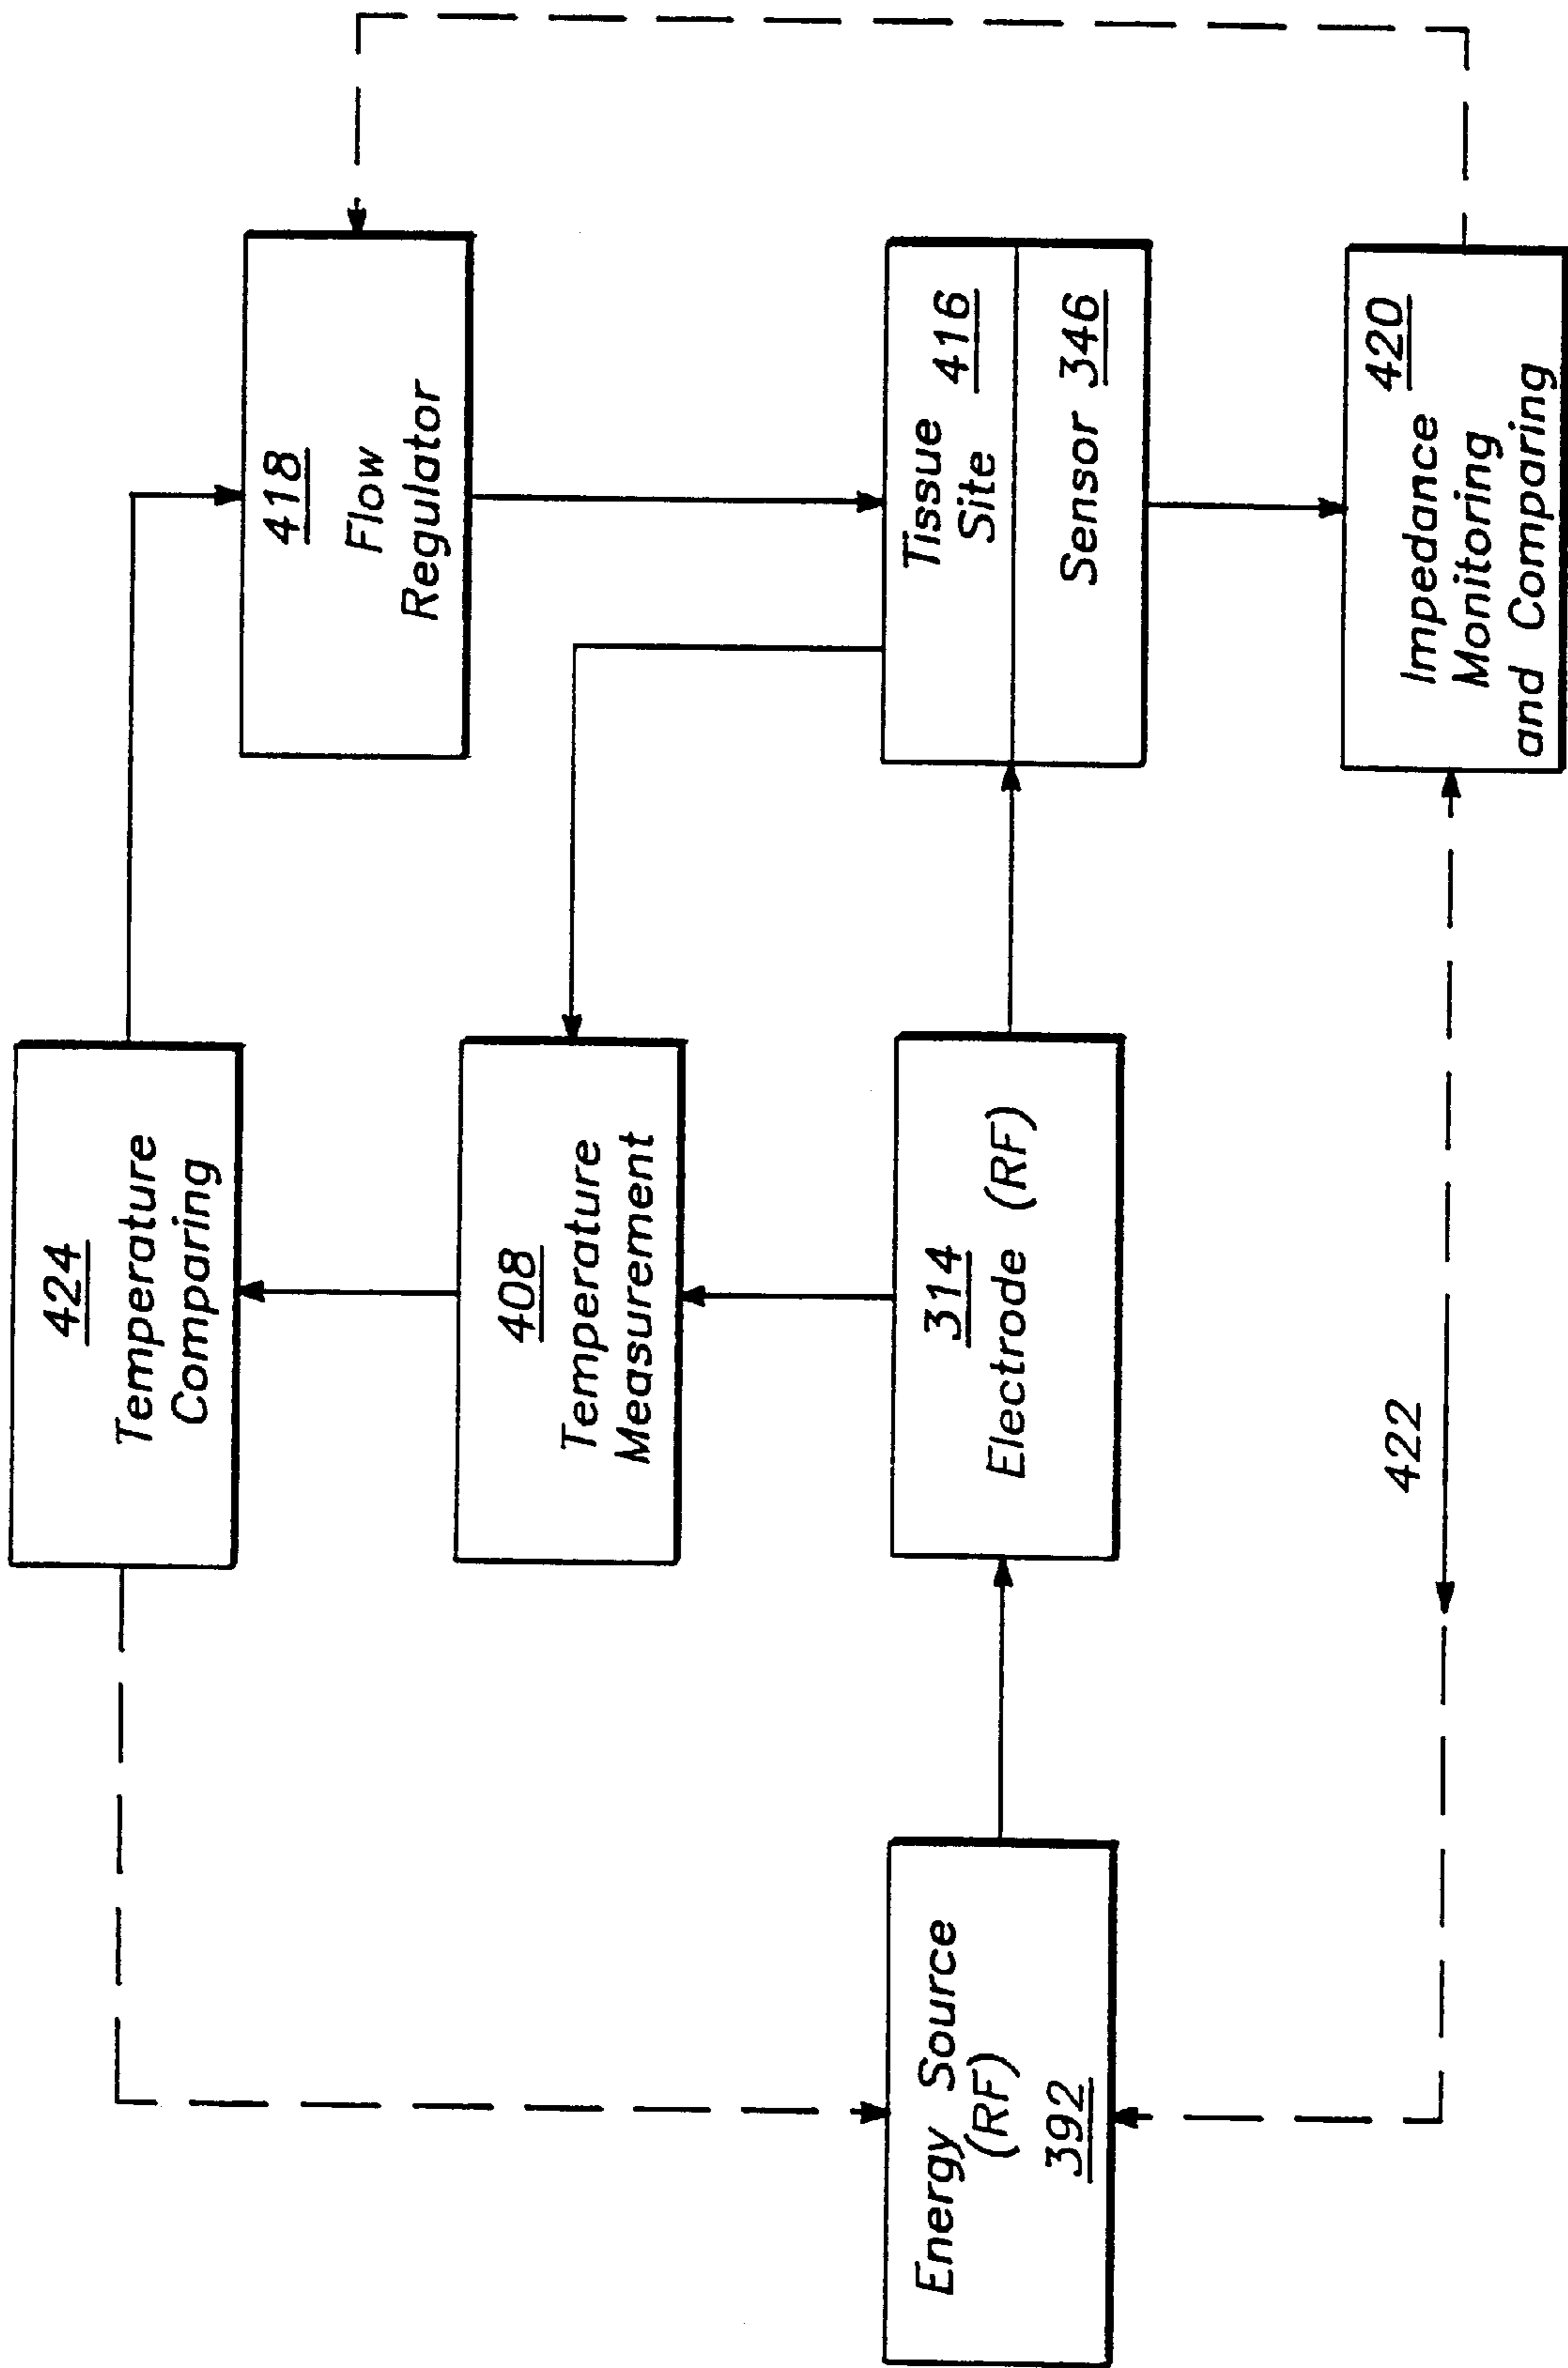 424
Temperature
Comparing
418
Flow
Regulator
408
Temperature
Measurement
Energy Source
(RF)
392
314
Electrode (RF)
Tissue 416
Site
Sensor 346
422
420
Impedance
Monitoring
and Comparing